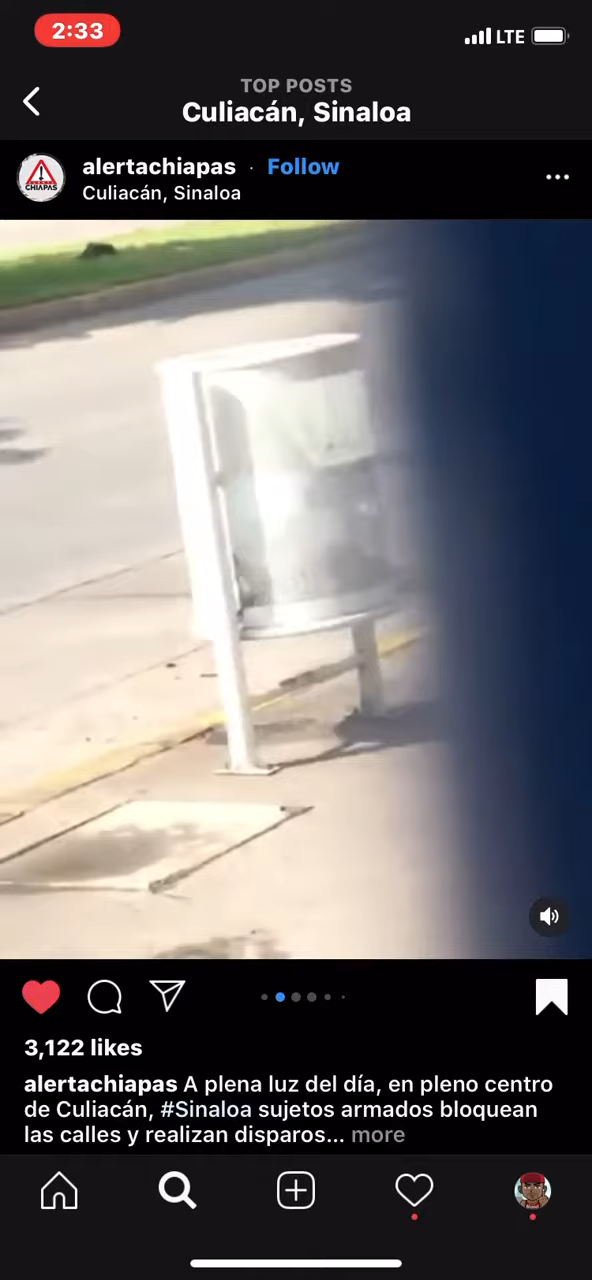 2:33
LTE
TOP POSTS
Culiacán, Sinaloa
CHIAPAS
alertachiapas · Follow
Culiacán, Sinaloa
3,122 likes
alertachiapas A plena luz del día, en pleno centro
de Culiacán, #Sinaloa sujetos armados bloquean
las calles y realizan disparos... more